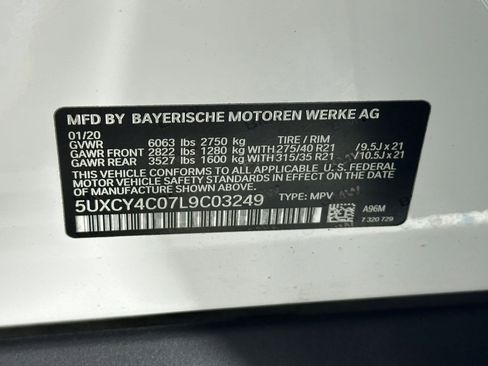 MFD BY BAYERISCHE MOTOREN WERKE AG
01/20
GVWR 6063 lbs 2750 kg TIRE / RIM
GAWR FRONT 2822 lbs 1280 kg WITH 275/40 R21 /9.5J x 21
GAWR REAR 3527 lbs 1600 kg WITH 315/35 R21 /10.5J x 21
THIS VEHICLE CONFORMS TO ALL APPLICABLE U.S.
FEDERAL MOTOR VEHICLE SAFETY STANDARDS IN EFFECT
ON THE DATE OF MANUFACTURE SHOWN ABOVE.
5UXCY4C07L9C03249 TYPE: MPV
A96M
7 320 729